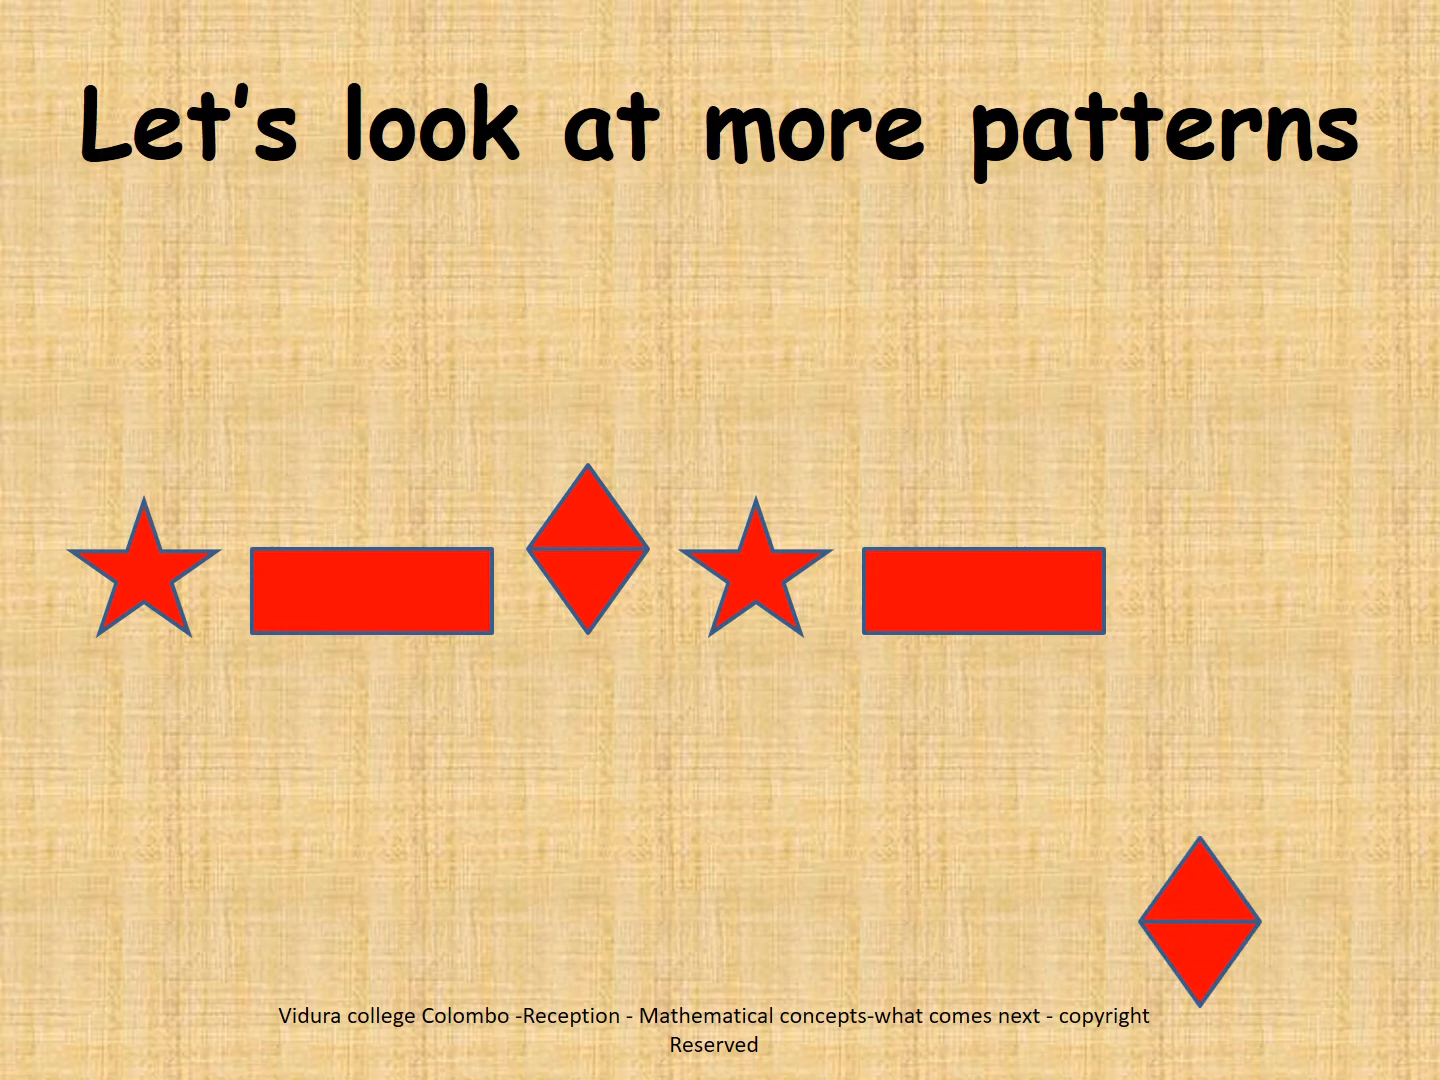 Let's look at more patterns
Vidura college Colombo -Reception - Mathematical concepts-what comes next - copyright
Reserved